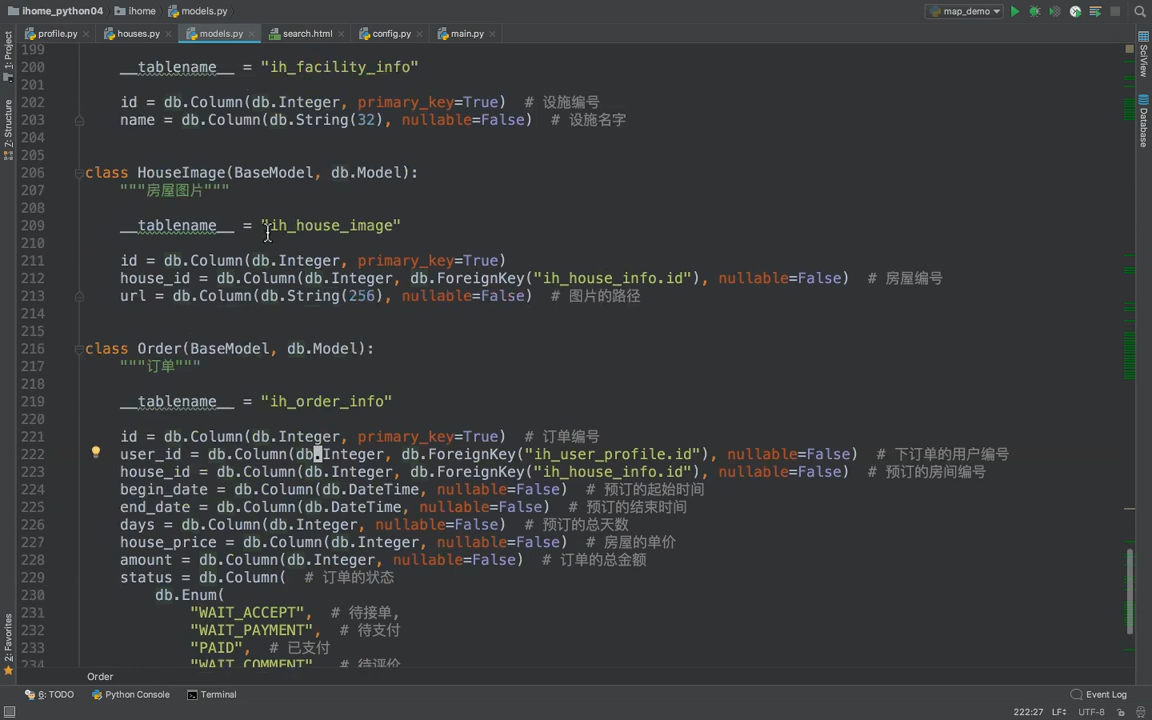 ihome_python04 ihome models.py map_demo
profile.py houses.py models.py search.html config.py main.py
1: Project
Z: Structure
2: Favorites
SciView
Database
199
200 __tablename__ = "ih_facility_info"
201
202 id = db.Column(db.Integer, primary_key=True)  # 设施编号
203 name = db.Column(db.String(32), nullable=False)  # 设施名字
204
205
206 class HouseImage(BaseModel, db.Model):
207 """房屋图片"""
208
209 __tablename__ = "ih_house_image"
210
211 id = db.Column(db.Integer, primary_key=True)
212 house_id = db.Column(db.Integer, db.ForeignKey("ih_house_info.id"), nullable=False)  # 房屋编号
213 url = db.Column(db.String(256), nullable=False)  # 图片的路径
214
215
216 class Order(BaseModel, db.Model):
217 """订单"""
218
219 __tablename__ = "ih_order_info"
220
221 id = db.Column(db.Integer, primary_key=True)  # 订单编号
222 user_id = db.Column(db.Integer, db.ForeignKey("ih_user_profile.id"), nullable=False)  # 下订单的用户编号
223 house_id = db.Column(db.Integer, db.ForeignKey("ih_house_info.id"), nullable=False)  # 预订的房间编号
224 begin_date = db.Column(db.DateTime, nullable=False)  # 预订的起始时间
225 end_date = db.Column(db.DateTime, nullable=False)  # 预订的结束时间
226 days = db.Column(db.Integer, nullable=False)  # 预订的总天数
227 house_price = db.Column(db.Integer, nullable=False)  # 房屋的单价
228 amount = db.Column(db.Integer, nullable=False)  # 订单的总金额
229 status = db.Column(  # 订单的状态
230 db.Enum(
231 "WAIT_ACCEPT",  # 待接单,
232 "WAIT_PAYMENT",  # 待支付
233 "PAID",  # 已支付
234 "WAIT_COMMENT",  # 待评价
Order
6: TODO Python Console Terminal Event Log
222:27 LF UTF-8